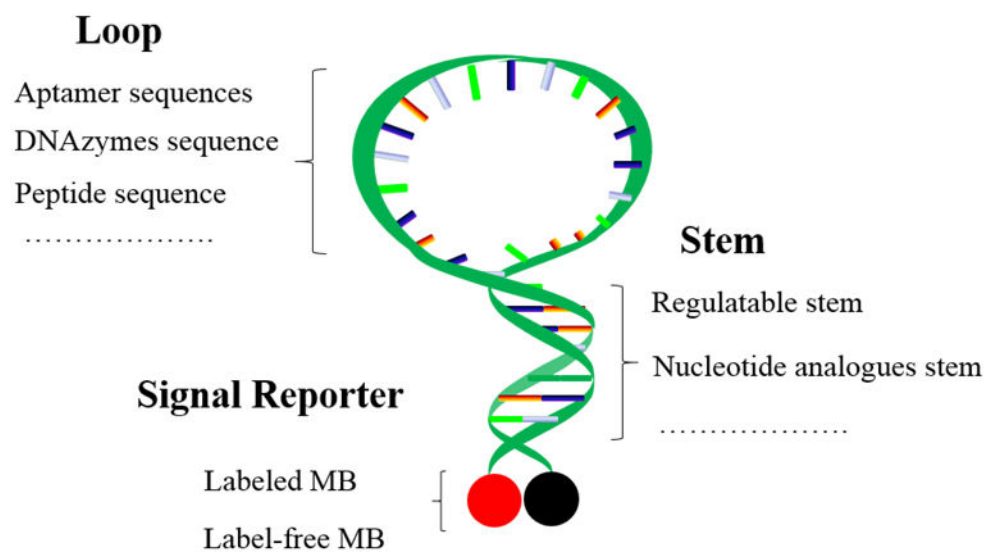 Loop
Aptamer sequences
DNAzymes sequence
Peptide sequence
...................
Stem
Regulatable stem
Nucleotide analogues stem
...................
Signal Reporter
Labeled MB
Label-free MB